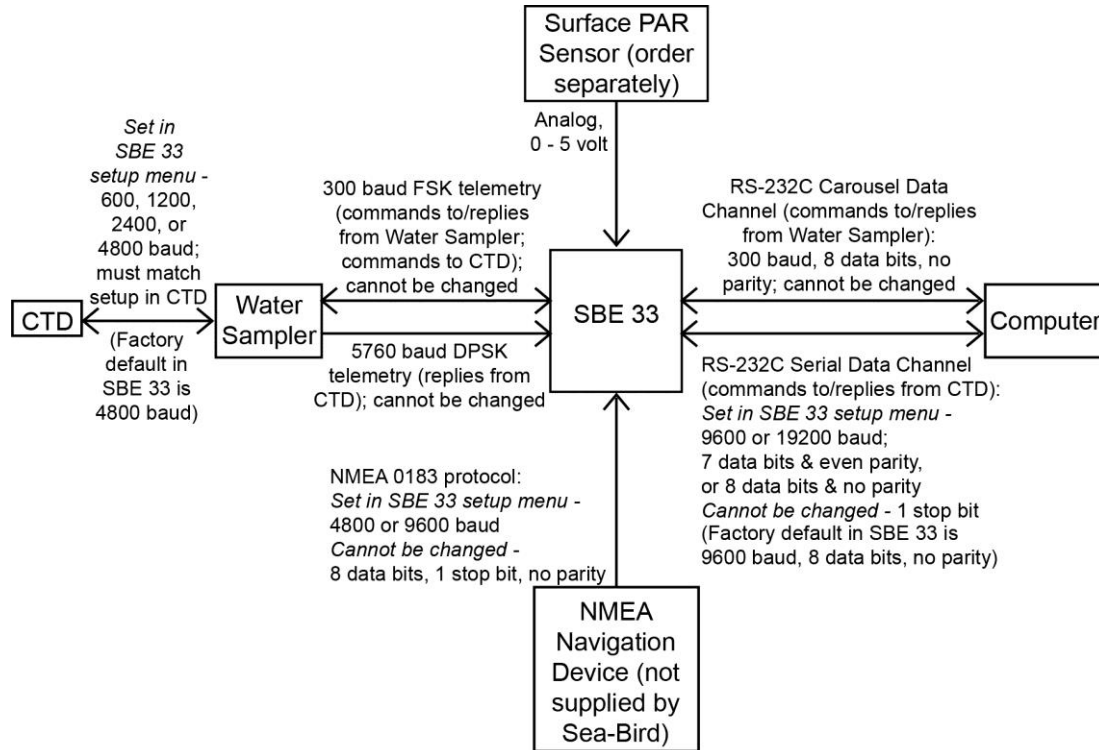 Surface PAR
Sensor (order
separately)
Analog,
0 - 5 volt
Set in
SBE 33
setup menu -
600, 1200,
2400, or
4800 baud;
must match
setup in CTD
300 baud FSK telemetry
(commands to/replies
from Water Sampler;
commands to CTD);
cannot be changed
RS-232C Carousel Data
Channel (commands to/replies
from Water Sampler):
300 baud, 8 data bits, no
parity; cannot be changed
CTD
Water
Sampler
SBE 33
Computer
(Factory
default in
SBE 33 is
4800 baud)
5760 baud DPSK
telemetry (replies from
CTD); cannot be changed
RS-232C Serial Data Channel
(commands to/replies from CTD):
Set in SBE 33 setup menu -
9600 or 19200 baud;
7 data bits & even parity,
or 8 data bits & no parity
Cannot be changed - 1 stop bit
(Factory default in SBE 33 is
9600 baud, 8 data bits, no parity)
NMEA 0183 protocol:
Set in SBE 33 setup menu -
4800 or 9600 baud
Cannot be changed -
8 data bits, 1 stop bit, no parity
NMEA
Navigation
Device (not
supplied by
Sea-Bird)